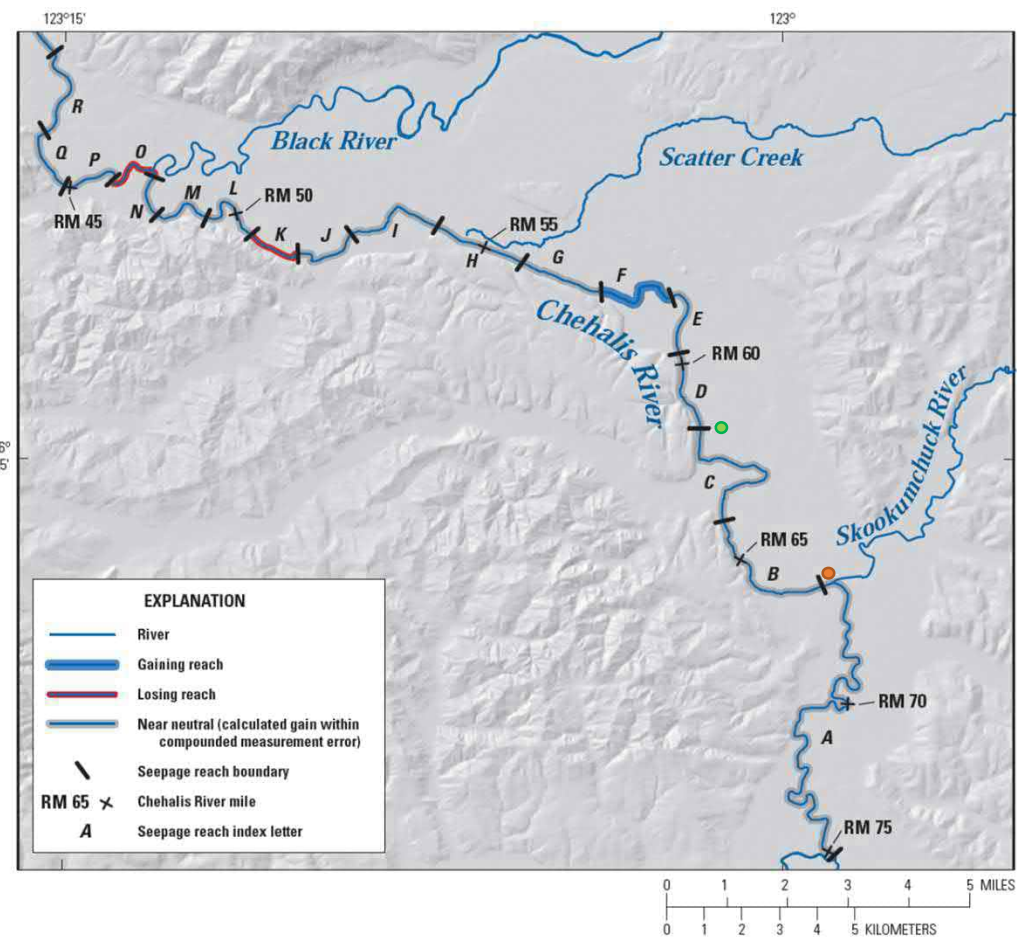 123°15'
123°
R
Q
P
O
Black River
Scatter Creek
RM 45
N
M
L
RM 50
K
J
I
RM 55
H
G
F
E
Chehalis River
RM 60
D
6°
5'
C
Skookumchuck River
RM 65
B
RM 70
A
RM 75
EXPLANATION
River
Gaining reach
Losing reach
Near neutral (calculated gain within
compounded measurement error)
Seepage reach boundary
RM 65 Chehalis River mile
A Seepage reach index letter
0 1 2 3 4 5 MILES
0 1 2 3 4 5 KILOMETERS